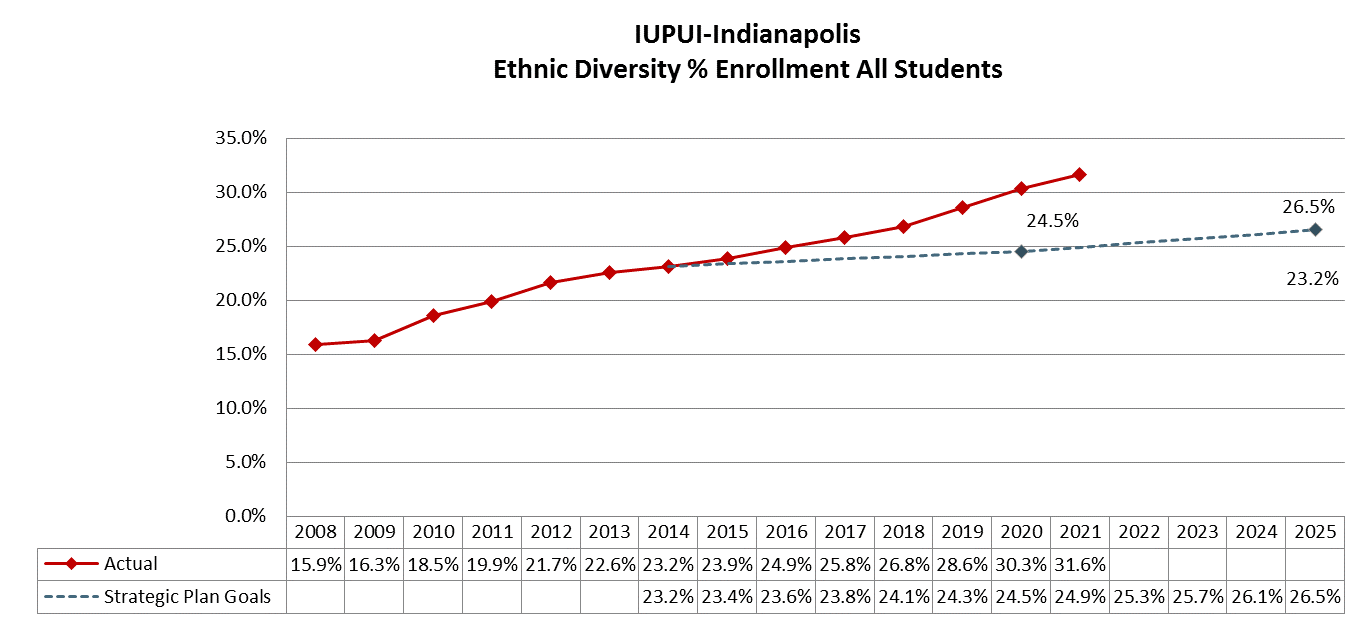 IUPUI-Indianapolis
Ethnic Diversity % Enrollment All Students
35.0%
30.0%
25.0%
20.0%
15.0%
10.0%
5.0%
0.0%
24.5%
26.5%
23.2%
2008 2009 2010 2011 2012 2013 2014 2015 2016 2017 2018 2019 2020 2021 2022 2023 2024 2025
Actual 15.9% 16.3% 18.5% 19.9% 21.7% 22.6% 23.2% 23.9% 24.9% 25.8% 26.8% 28.6% 30.3% 31.6%
Strategic Plan Goals 23.2% 23.4% 23.6% 23.8% 24.1% 24.3% 24.5% 24.9% 25.3% 25.7% 26.1% 26.5%